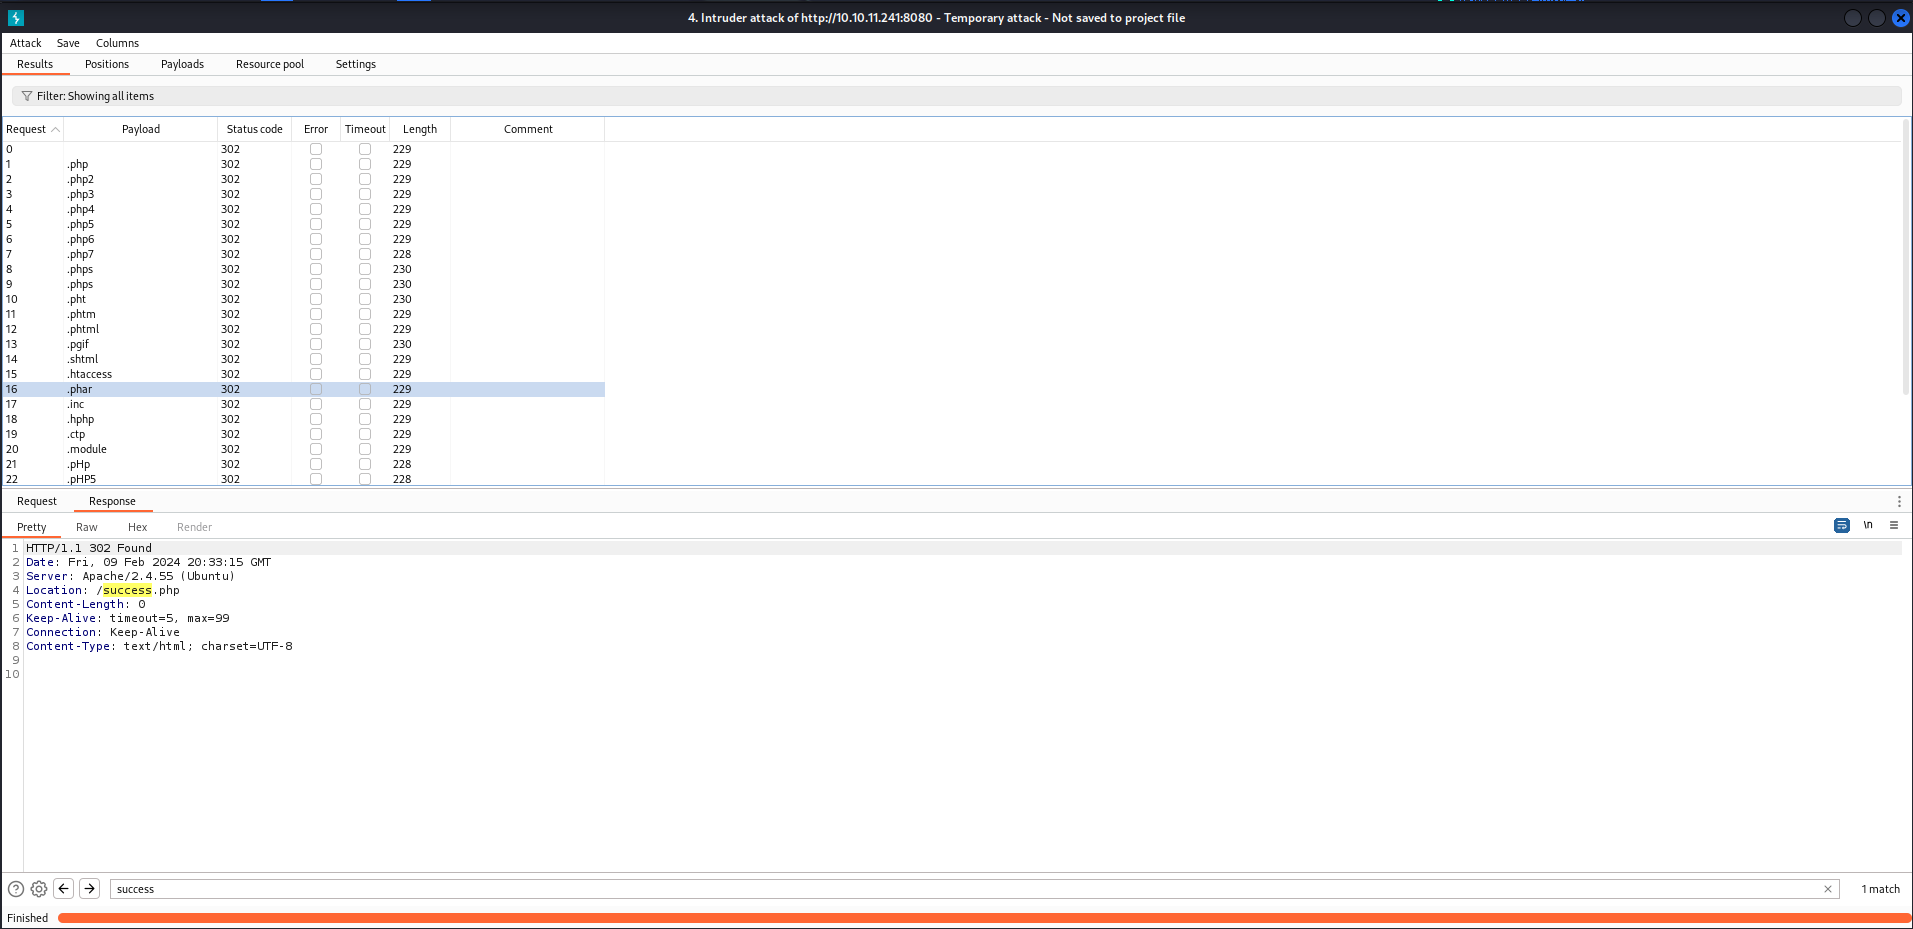 4. Intruder attack of http://10.10.11.241:8080 - Temporary attack - Not saved to project file
Attack Save Columns
Results Positions Payloads Resource pool Settings
Filter: Showing all items
Request Payload Status code Error Timeout Length Comment
0 302 229
1 .php 302 229
2 .php2 302 229
3 .php3 302 229
4 .php4 302 229
5 .php5 302 229
6 .php6 302 229
7 .php7 302 228
8 .phps 302 230
9 .phps 302 230
10 .pht 302 230
11 .phtm 302 229
12 .phtml 302 229
13 .pgif 302 230
14 .shtml 302 229
15 .htaccess 302 229
16 .phar 302 229
17 .inc 302 229
18 .hphp 302 229
19 .ctp 302 229
20 .module 302 229
21 .pHp 302 228
22 .pHP5 302 228
Request Response
Pretty Raw Hex Render
\n
1 HTTP/1.1 302 Found
2 Date: Fri, 09 Feb 2024 20:33:15 GMT
3 Server: Apache/2.4.55 (Ubuntu)
4 Location: /success.php
5 Content-Length: 0
6 Keep-Alive: timeout=5, max=99
7 Connection: Keep-Alive
8 Content-Type: text/html; charset=UTF-8
9
10
success 1 match
Finished